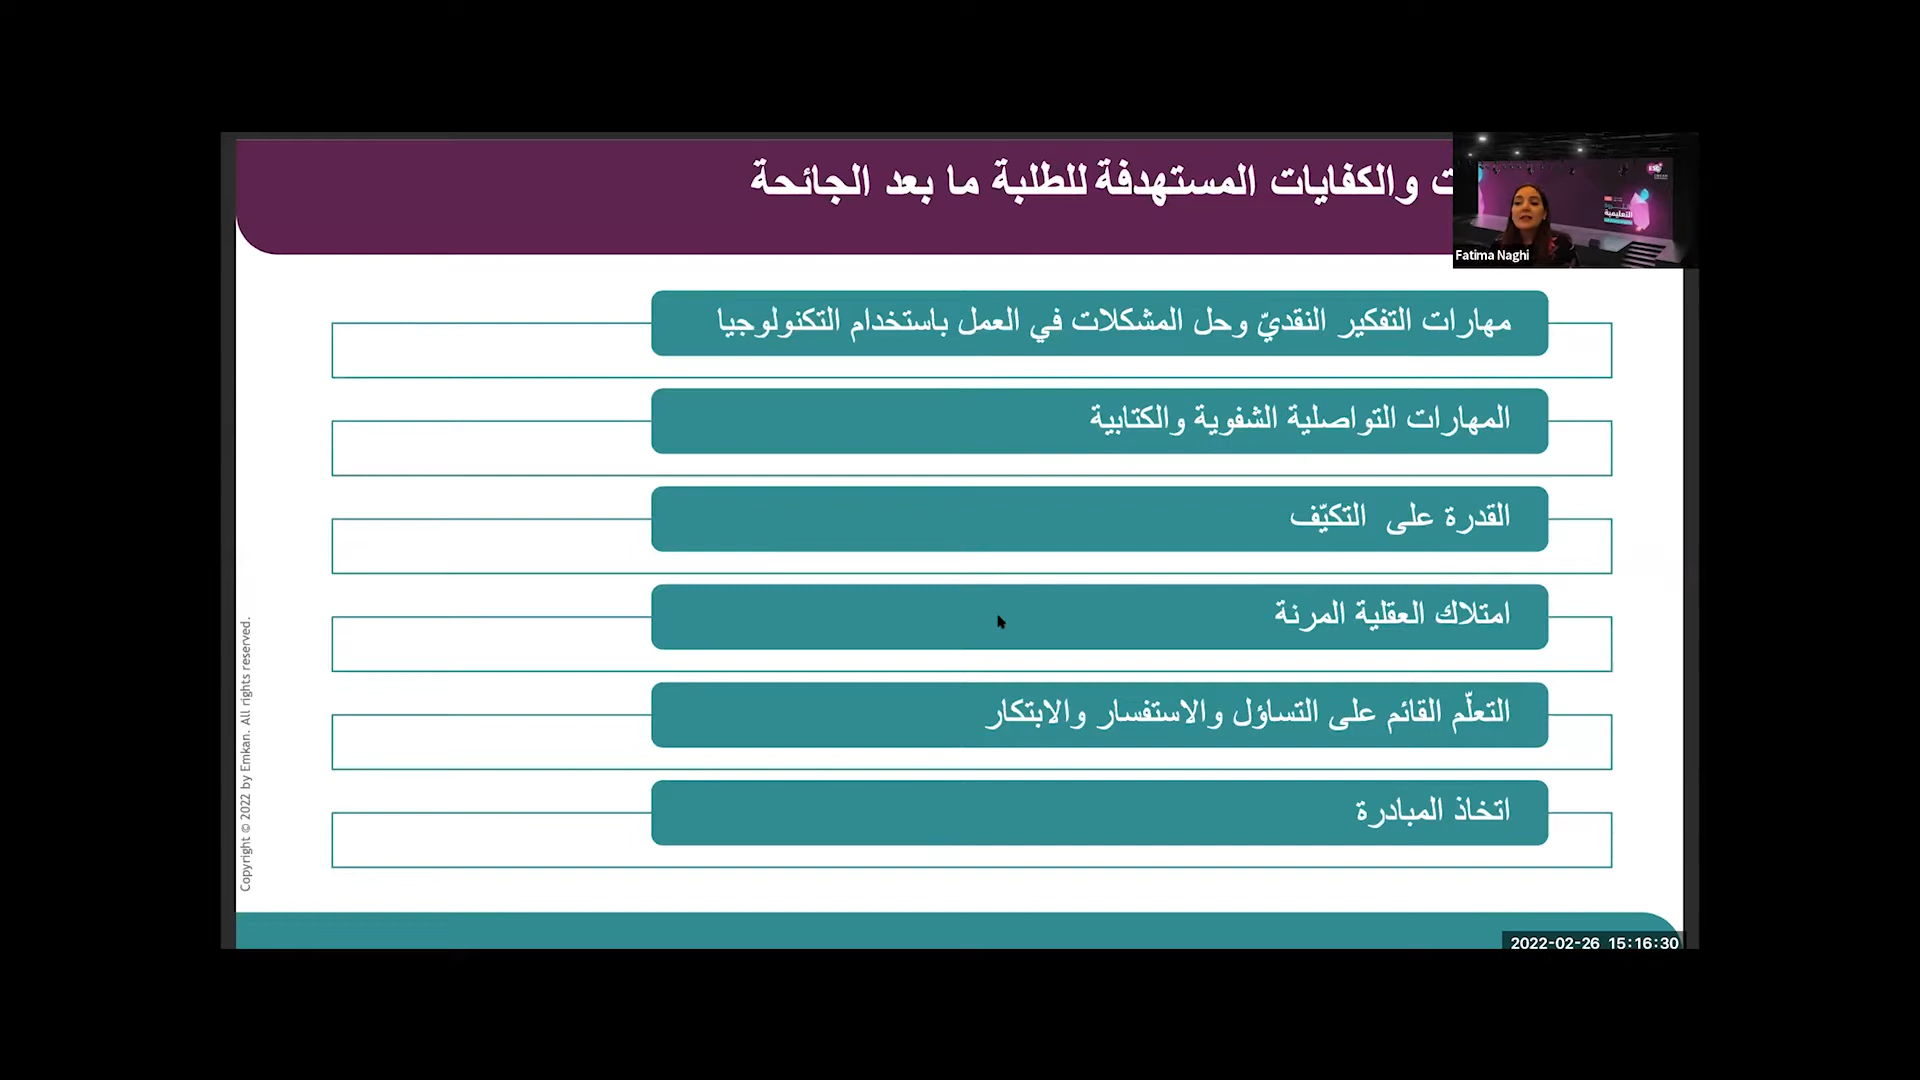 والكفايات المستهدفة للطلبة ما بعد الجائحة
التعليمية
Fatima Naghi
مهارات التفكير النقديّ وحل المشكلات في العمل باستخدام التكنولوجيا
المهارات التواصلية الشفوية والكتابية
القدرة على التكيّف
امتلاك العقلية المرنة
التعلّم القائم على التساؤل والاستفسار والابتكار
اتخاذ المبادرة
Copyright © 2022 by Emkan. All rights reserved.
2022-02-26 15:16:30